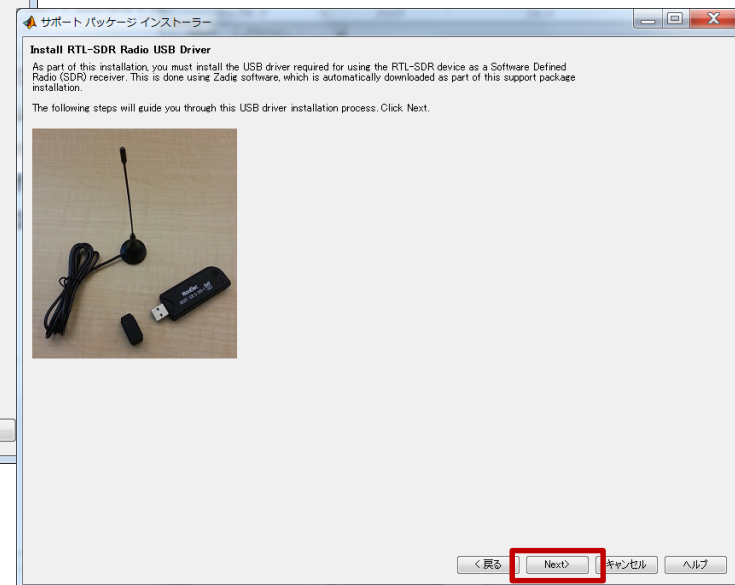 サポート パッケージ インストーラー
Install RTL-SDR Radio USB Driver
As part of this installation, you must install the USB driver required for using the RTL-SDR device as a Software Defined
Radio (SDR) receiver. This is done using Zadig software, which is automatically downloaded as part of this support package
installation.
The following steps will guide you through this USB driver installation process. Click Next.
NooElec
< 戻る
Next>
キャンセル
ヘルプ